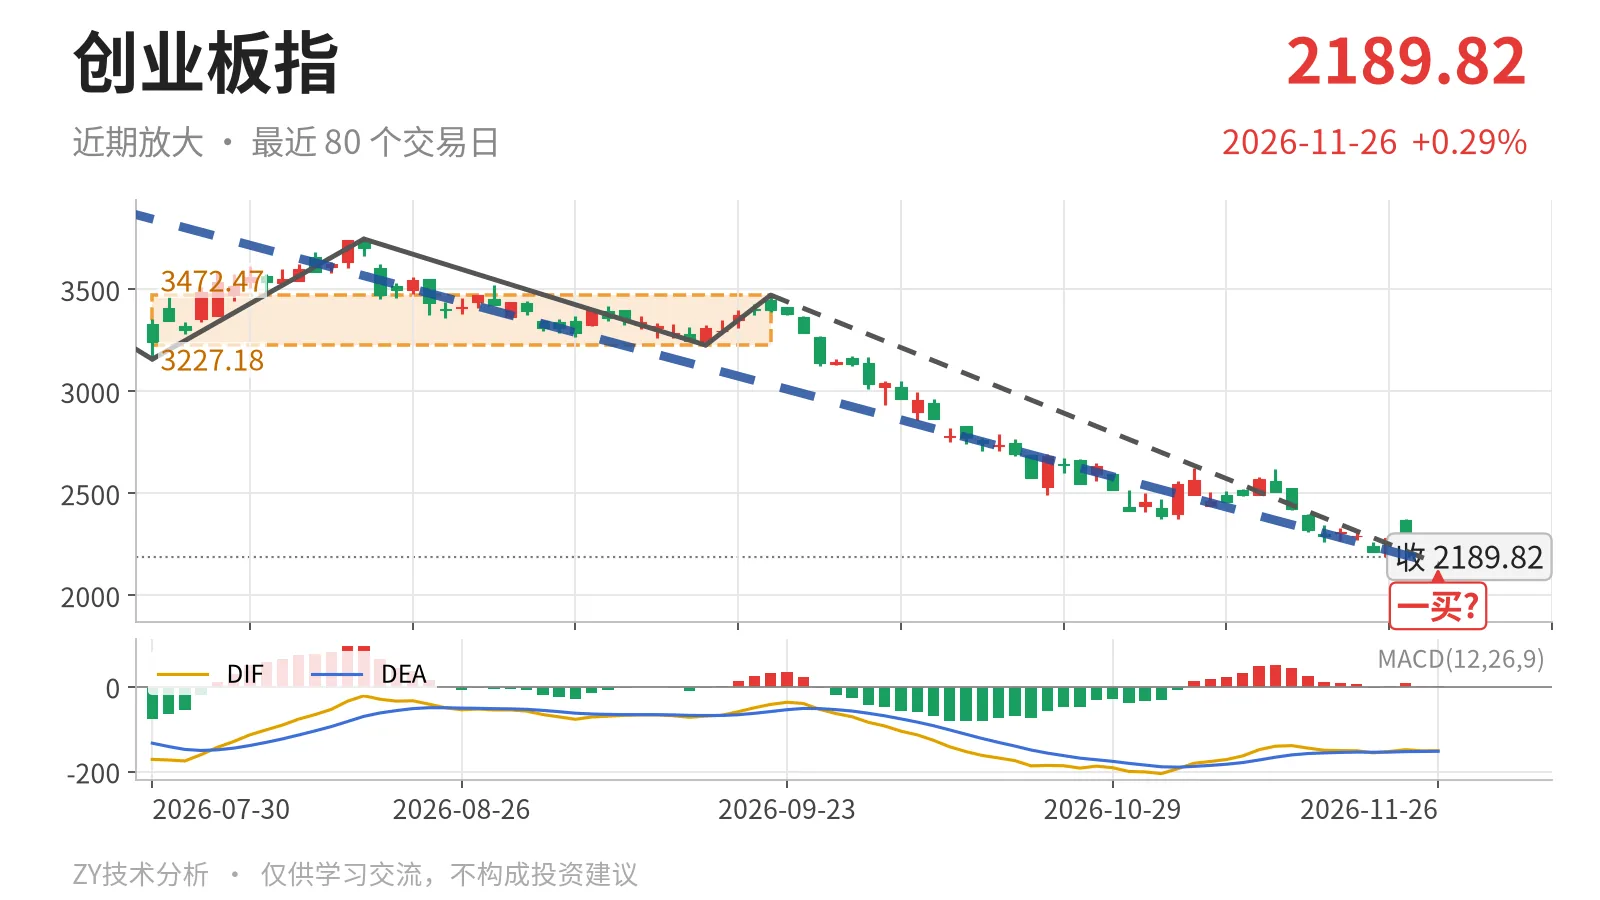 创业板指
2189.82
近期放大 • 最近 80 个交易日
2026-11-26 +0.29%
3472.47
3227.18
3500
3000
2500
2000
收 2189.82
一买?
DIF
DEA
MACD(12,26,9)
0
-200
2026-07-30
2026-08-26
2026-09-23
2026-10-29
2026-11-26
ZY技术分析 • 仅供学习交流，不构成投资建议